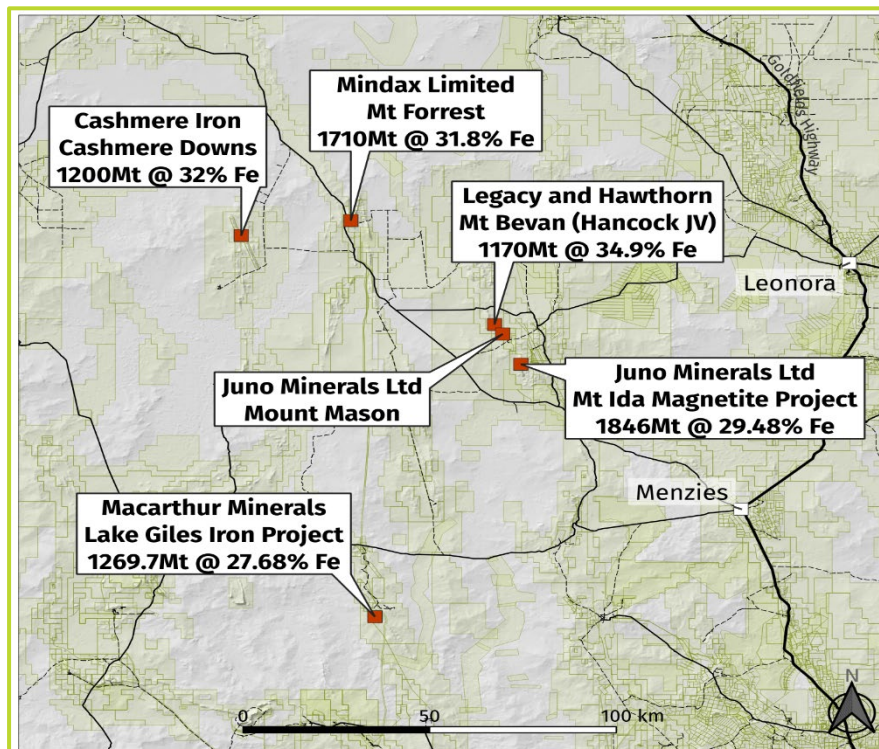 Mindax Limited
Mt Forrest
1710Mt @ 31.8% Fe
Cashmere Iron
Cashmere Downs
1200Mt @ 32% Fe
Goldfields Highway
Legacy and Hawthorn
Mt Bevan (Hancock JV)
1170Mt @ 34.9% Fe
Leonora
Juno Minerals Ltd
Mount Mason
Juno Minerals Ltd
Mt Ida Magnetite Project
1846Mt @ 29.48% Fe
Menzies
Macarthur Minerals
Lake Giles Iron Project
1269.7Mt @ 27.68% Fe
N
0 50 100 km